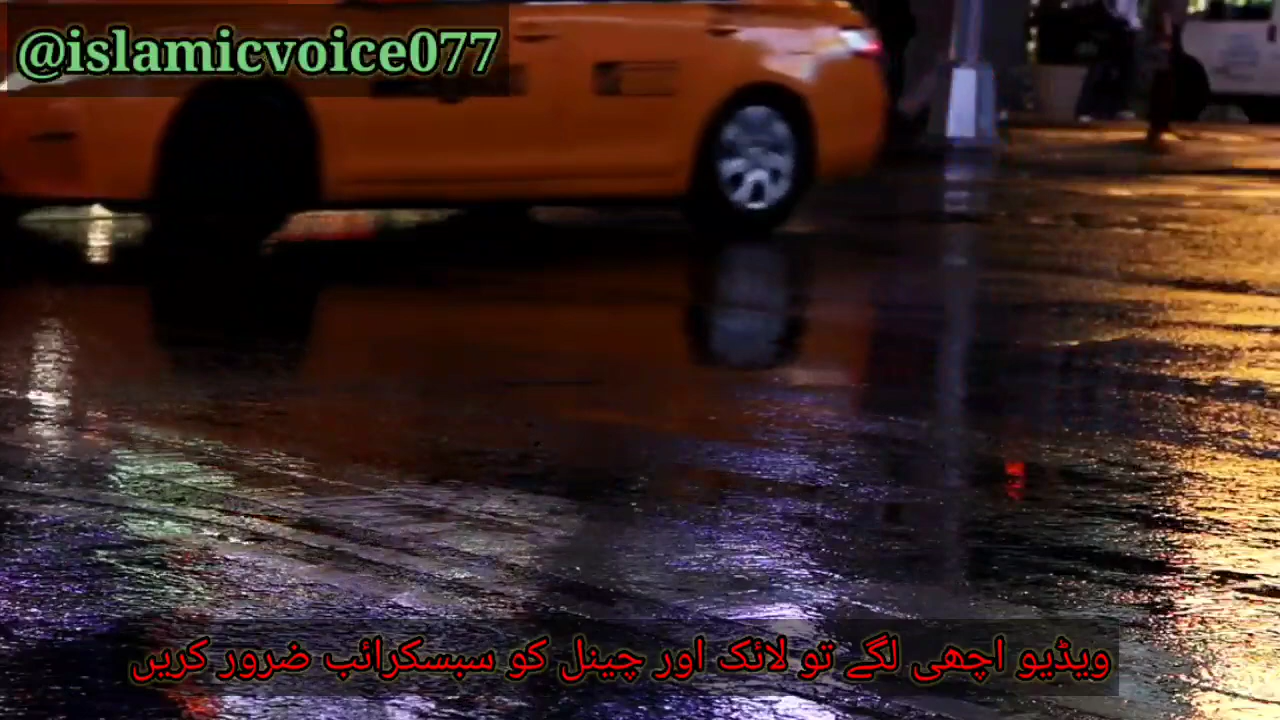 @islamicvoice077
ویڈیو اچھی لگے تو لائک اور چینل کو سبسکرائب ضرور کریں